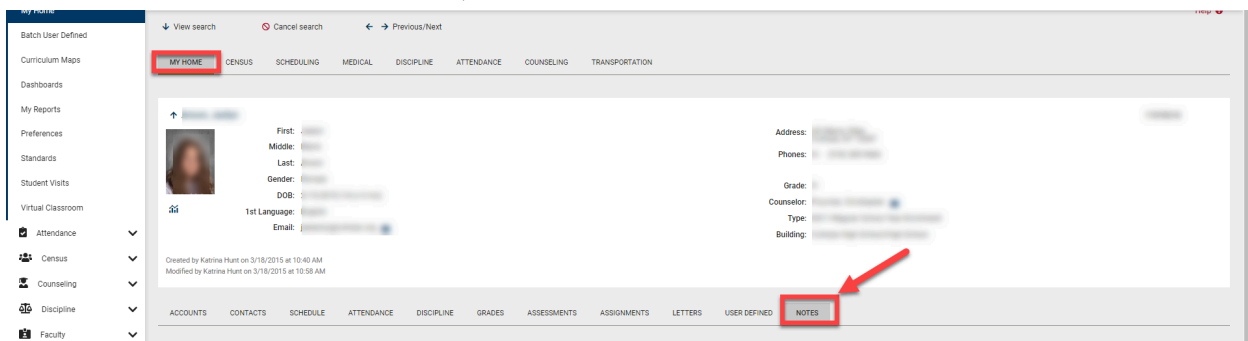 My Home
Help
Batch User Defined
Curriculum Maps
Dashboards
My Reports
Preferences
Standards
Student Visits
Virtual Classroom
Attendance
Census
Counseling
Discipline
Faculty
View search Cancel search Previous/Next
MY HOME CENSUS SCHEDULING MEDICAL DISCIPLINE ATTENDANCE COUNSELING TRANSPORTATION
First:
Middle:
Last:
Gender:
DOB:
1st Language:
Email:
Address:
Phones:
Grade:
Counselor:
Type:
Building:
Created by Katrina Hunt on 3/18/2015 at 10:40 AM
Modified by Katrina Hunt on 3/18/2015 at 10:58 AM
ACCOUNTS CONTACTS SCHEDULE ATTENDANCE DISCIPLINE GRADES ASSESSMENTS ASSIGNMENTS LETTERS USER DEFINED NOTES